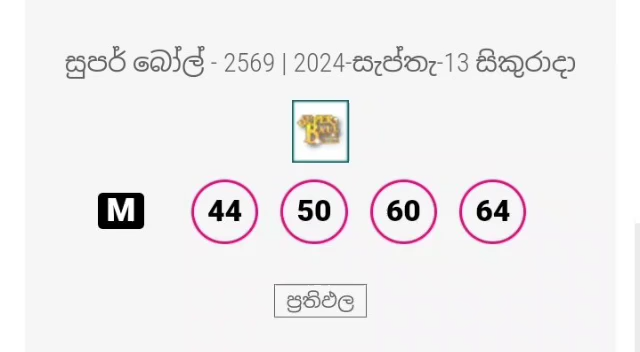 සුපර් බෝල් - 2569 | 2024-සැප්තැ-13 සිකුරාදා
M 44 50 60 64
ප්‍රතිඵල